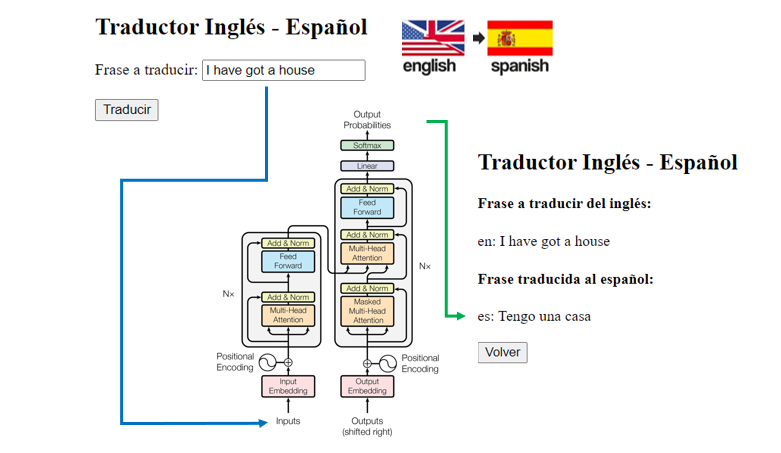 Traductor Inglés - Español
Frase a traducir: I have got a house
Traducir
english
spanish
Output
Probabilities
Softmax
Linear
Add & Norm
Feed
Forward
Add & Norm
Multi-Head
Attention
Add & Norm
Masked
Multi-Head
Attention
Nx
Add & Norm
Feed
Forward
Add & Norm
Multi-Head
Attention
Nx
Positional
Encoding
Positional
Encoding
Input
Embedding
Output
Embedding
Inputs
Outputs
(shifted right)
Traductor Inglés - Español
Frase a traducir del inglés:
en: I have got a house
Frase traducida al español:
es: Tengo una casa
Volver